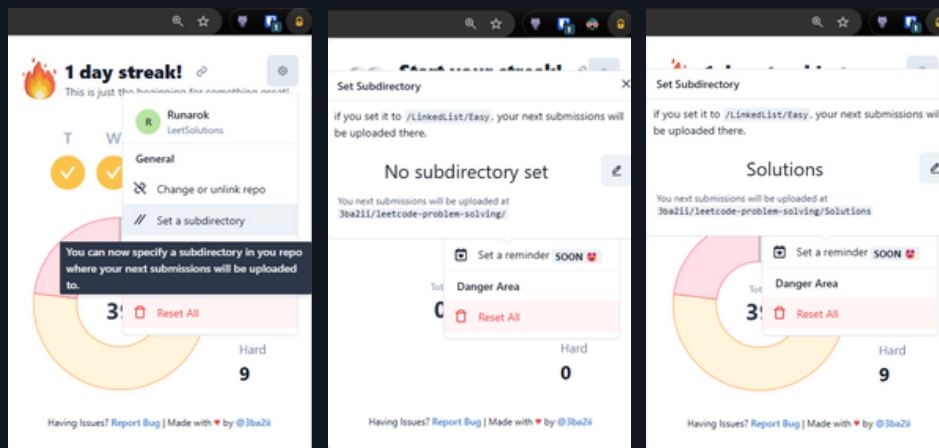 1 day streak!
This is just the beginning for something great!
R
Runarok
LeetSolutions
T
W
General
Change or unlink repo
Set a subdirectory
You can now specify a subdirectory in you repo
where your next submissions will be uploaded
to.
Reset All
Hard
9
Having Issues? Report Bug | Made with ♥ by @3ba2ii
Set Subdirectory
if you set it to /LinkedList/Easy, your next submissions will
be uploaded there.
No subdirectory set
You next submissions will be uploaded at
3ba2ii/leetcode-problem-solving/
Set a reminder SOON
Danger Area
Reset All
Hard
0
Having Issues? Report Bug | Made with ♥ by @3ba2ii
Set Subdirectory
if you set it to /LinkedList/Easy, your next submissions will
be uploaded there.
Solutions
You next submissions will be uploaded at
3ba2ii/leetcode-problem-solving/Solutions
Set a reminder SOON
Danger Area
Reset All
Hard
9
Having Issues? Report Bug | Made with ♥ by @3ba2ii